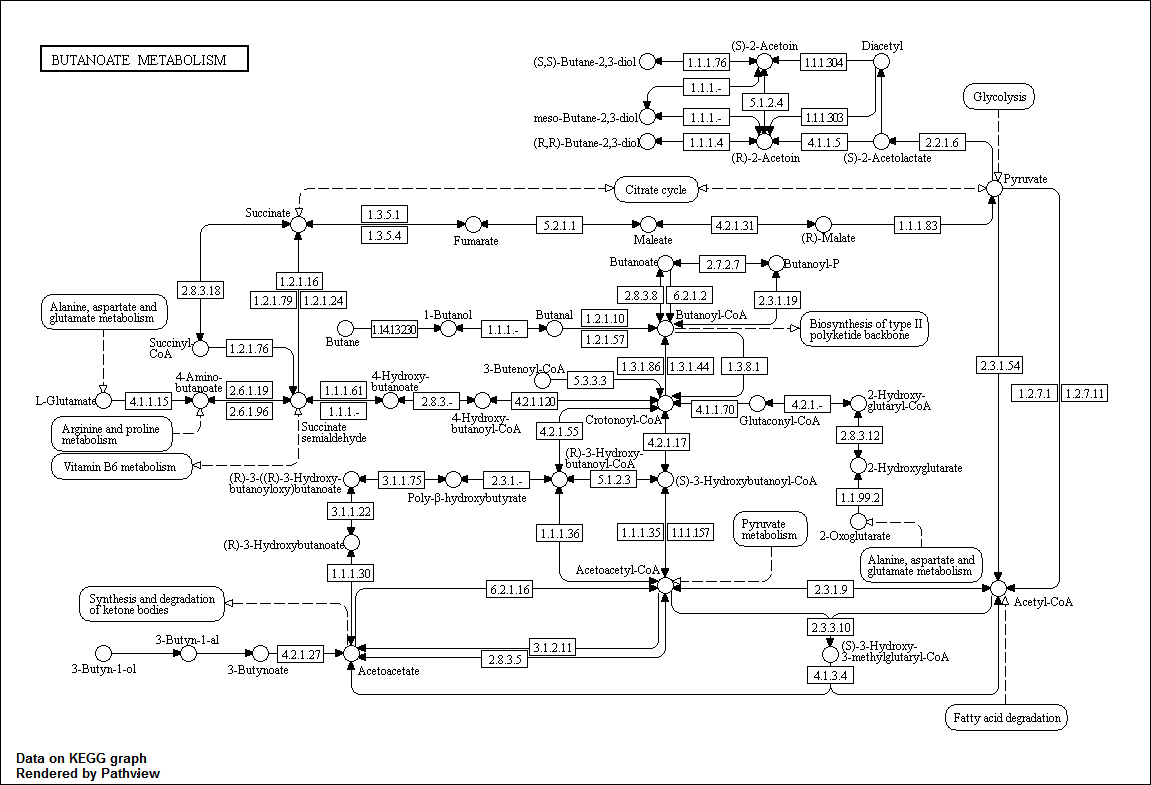 BUTANOATE METABOLISM
(S)-2-Acetoin
Diacetyl
(S,S)-Butane-2,3-diol
1.1.1.76
1.1.1.304
1.1.1.-
5.1.2.4
Glycolysis
meso-Butane-2,3-diol
1.1.1.-
1.1.1.303
(R,R)-Butane-2,3-diol
1.1.1.4
4.1.1.5
2.2.1.6
(R)-2-Acetoin
(S)-2-Acetolactate
Pyruvate
Citrate cycle
Succinate
1.3.5.1
1.3.5.4
Fumarate
5.2.1.1
Maleate
4.2.1.31
(R)-Malate
1.1.1.83
Butanoate
2.7.2.7
Butanoyl-P
2.8.3.18
1.2.1.16
1.2.1.79
1.2.1.24
2.8.3.8
6.2.1.2
2.3.1.19
Alanine, aspartate and
glutamate metabolism
1-Butanol
Butanal
1.2.1.10
Butanoyl-CoA
Butane
1.14.13.230
1.1.1.-
1.2.1.57
Biosynthesis of type II
polyketide backbone
Succinyl
CoA
1.2.1.76
3-Butenoyl-CoA
5.3.3.3
1.3.1.86
1.3.1.44
1.3.8.1
2.3.1.54
1.2.7.1
1.2.7.11
L-Glutamate
4.1.1.15
4-Amino-
butanoate
2.6.1.19
2.6.1.96
1.1.1.61
1.1.1.-
4-Hydroxy-
butanoate
2.8.3.-
4-Hydroxy-
butanoyl-CoA
4.2.1.120
Crotonoyl-CoA
4.1.1.70
Glutaconyl-CoA
4.2.1.-
2-Hydroxy-
glutaryl-CoA
Arginine and proline
metabolism
Succinate
semialdehyde
4.2.1.55
4.2.1.17
2.8.3.12
Vitamin B6 metabolism
(R)-3-((R)-3-Hydroxy-
butanoyloxy)butanoate
3.1.1.75
Poly-β-hydroxybutyrate
2.3.1.-
(R)-3-Hydroxy-
butanoyl-CoA
5.1.2.3
(S)-3-Hydroxybutanoyl-CoA
2-Hydroxyglutarate
1.1.99.2
3.1.1.22
1.1.1.36
1.1.1.35
1.1.1.157
Pyruvate
metabolism
2-Oxoglutarate
(R)-3-Hydroxybutanoate
Alanine, aspartate and
glutamate metabolism
1.1.1.30
Acetoacetyl-CoA
6.2.1.16
2.3.1.9
Acetyl-CoA
Synthesis and degradation
of ketone bodies
2.3.3.10
3-Butyn-1-ol
3-Butyn-1-al
3-Butynoate
4.2.1.27
Acetoacetate
3.1.2.11
2.8.3.5
(S)-3-Hydroxy-
3-methylglutaryl-CoA
4.1.3.4
Fatty acid degradation
Data on KEGG graph
Rendered by Pathview